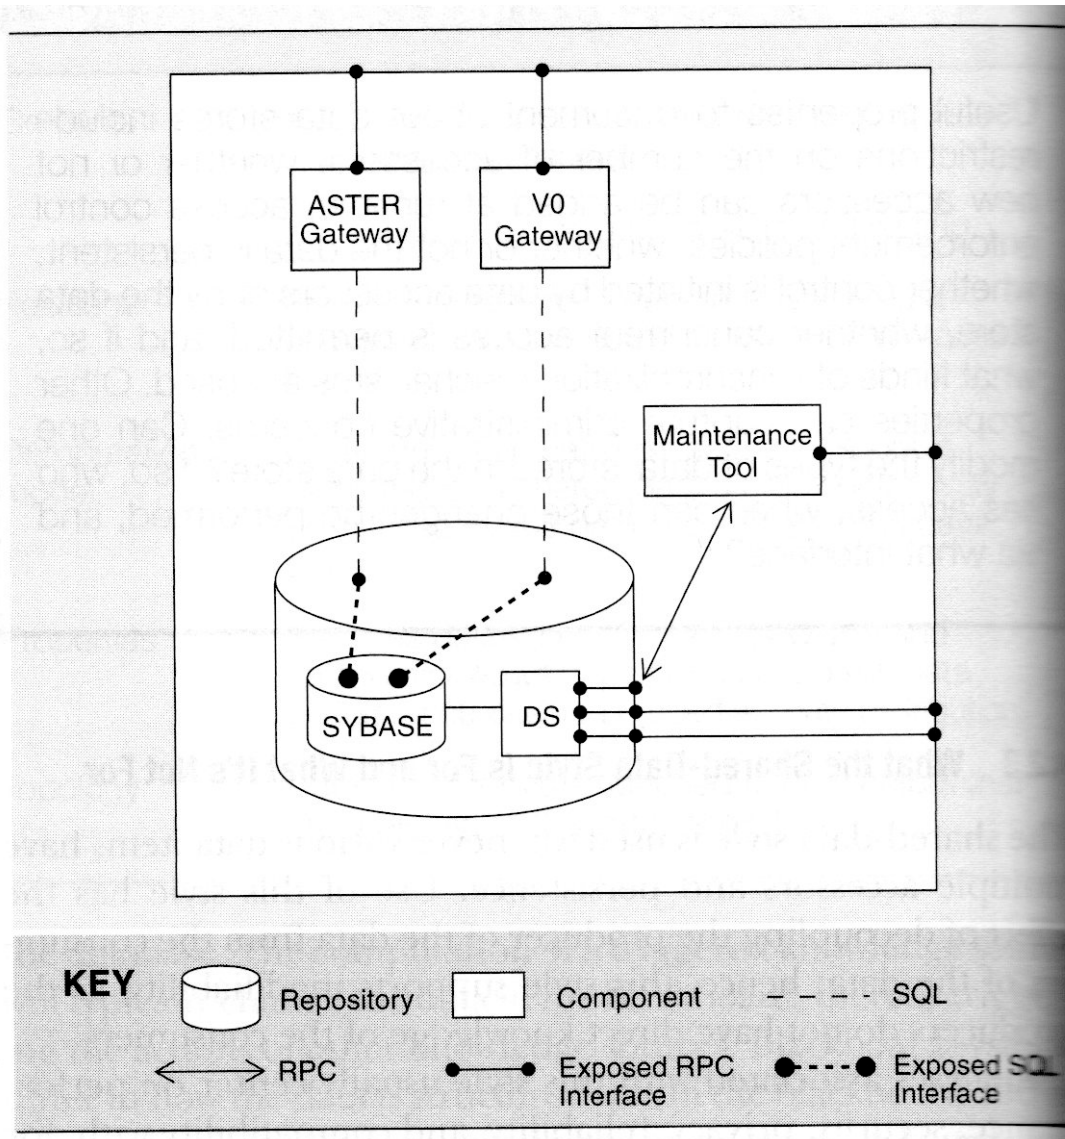 ASTER
Gateway
V0
Gateway
Maintenance
Tool
SYBASE
DS
KEY
Repository
Component
SQL
RPC
Exposed RPC
Interface
Exposed SQL
Interface